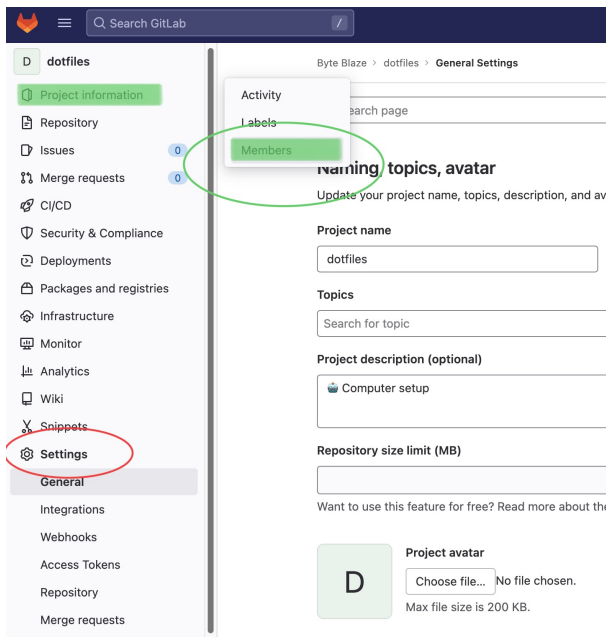 Search GitLab /
D dotfiles
Project information
Repository
Issues 0
Merge requests 0
CI/CD
Security & Compliance
Deployments
Packages and registries
Infrastructure
Monitor
Analytics
Wiki
Snippets
Settings
General
Integrations
Webhooks
Access Tokens
Repository
Merge requests
Activity
Labels
Members
Byte Blaze > dotfiles > General Settings
earch page
Naming, topics, avatar
Update your project name, topics, description, and av
Project name
dotfiles
Topics
Search for topic
Project description (optional)
🤖 Computer setup
Repository size limit (MB)
Want to use this feature for free? Read more about the
D
Project avatar
Choose file... No file chosen.
Max file size is 200 KB.